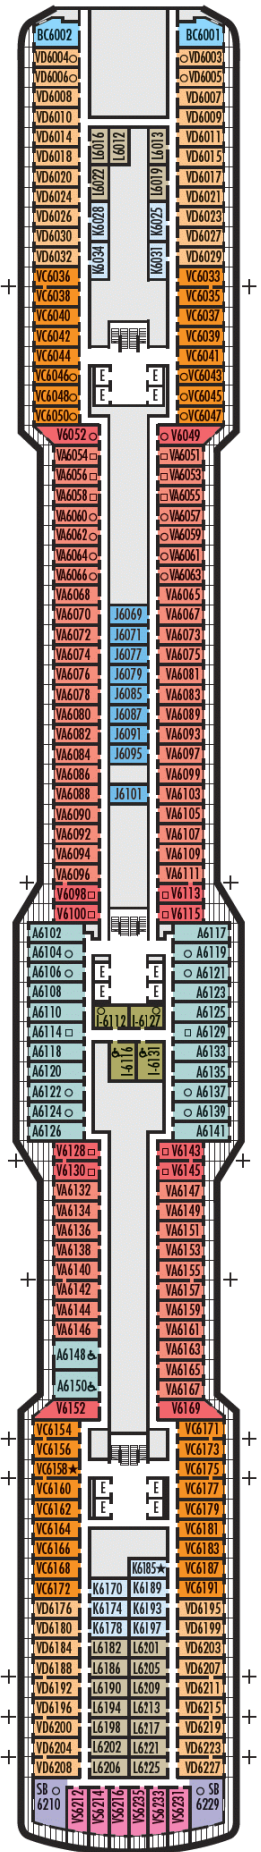 BC6002 BC6001
VD6004○ ○VD6003
VD6006○ ○VD6005
VD6008 VD6007
VD6010 VD6009
VD6014 L6016 L6012 L6013 VD6011
VD6018 VD6015
VD6020 L6022 L6019 VD6017
VD6024 VD6021
VD6026 K6028 K6025 VD6023
VD6030 VD6027
VD6032 K6034 K6031 VD6029
VC6036 VC6033
VC6038 VC6035
VC6040 VC6037
VC6042 VC6039
VC6044 VC6041
VC6046○ E E ○VC6043
VC6048○ E E ○VC6045
VC6050○ ○VC6047
V6052○ ○V6049
VA6054□ □VA6051
VA6056□ □VA6053
VA6058□ □VA6055
VA6060○ ○VA6057
VA6062○ ○VA6059
VA6064○ ○VA6061
VA6066○ ○VA6063
VA6068 VA6065
VA6070 J6069 VA6067
VA6072 J6071 VA6073
VA6074 J6077 VA6075
VA6076 J6079 VA6081
VA6078 J6085 VA6083
VA6080 J6087 VA6089
VA6082 J6091 VA6093
VA6084 J6095 VA6097
VA6086 VA6099
VA6088 J6101 VA6103
VA6090 VA6105
VA6092 VA6107
VA6094 VA6109
VA6096 VA6111
V6098□ □V6113
V6100□ □V6115
A6102 A6117
A6104○ ○A6119
A6106○ E E ○A6121
A6108 E E A6123
A6110 I-6112 I-6127 A6125
A6114□ □A6129
A6118 I-6116 I-6131 A6133
A6120 A6135
A6122○ ○A6137
A6124○ ○A6139
A6126 A6141
V6128□ □V6143
V6130□ □V6145
VA6132 VA6147
VA6134 VA6149
VA6136 VA6151
VA6138 VA6153
VA6140 VA6155
VA6142 VA6157
VA6144 VA6159
VA6146 VA6161
A6148♿ VA6163
VA6165
A6150♿ VA6167
V6152 V6169
VC6154 VC6171
VC6156 VC6173
VC6158★ VC6175
VC6160 E E VC6177
VC6162 E E VC6179
VC6164 VC6181
VC6166 VC6183
VC6168 K6185★ VC6187
VC6172 K6170 K6189 VC6191
VD6176 K6174 K6193 VD6195
VD6180 K6178 K6197 VD6199
VD6184 L6182 L6201 VD6203
VD6188 L6186 L6205 VD6207
VD6192 L6190 L6209 VD6211
VD6196 L6194 L6213 VD6215
VD6200 L6198 L6217 VD6219
VD6204 L6202 L6221 VD6223
VD6208 L6206 L6225 VD6227
SB ○ 6210 VS6212 VS6214 VS6216 VS6235 VS6233 VS6231 ○ SB 6229